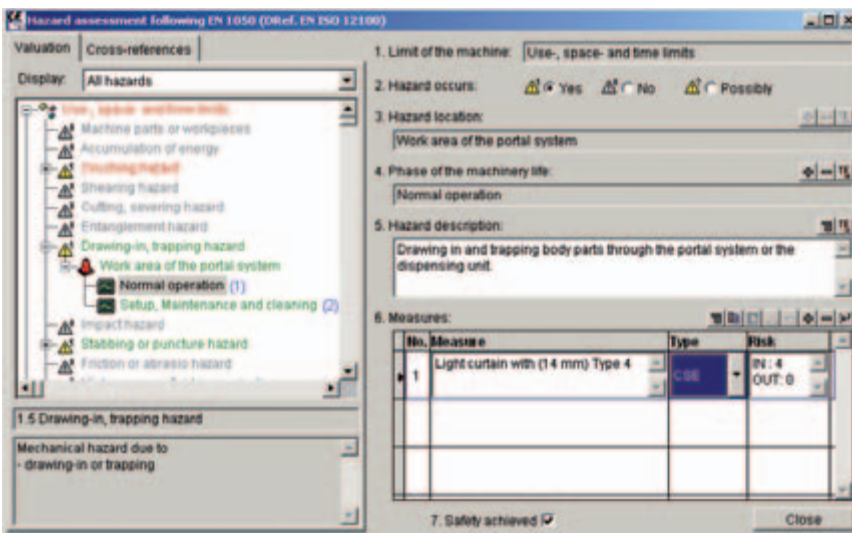 Hazard assessment following EN 1050 (DRef. EN ISO 12100)
Valuation
Cross-references
Display:
All hazards
Use-, space- and time limits
Machine parts or workpieces
Accumulation of energy
Crushing hazard
Shearing hazard
Cutting, severing hazard
Entanglement hazard
Drawing-in, trapping hazard
Work area of the portal system
Normal operation (1)
Setup, Maintenance and cleaning (2)
Impact hazard
Stabbing or puncture hazard
Friction or abrasio hazard
1.5 Drawing-in, trapping hazard
Mechanical hazard due to
- drawing-in or trapping
1. Limit of the machine: Use-, space- and time limits
2. Hazard occurs: Yes No Possibly
3. Hazard location:
Work area of the portal system
4. Phase of the machinery life:
Normal operation
5. Hazard description:
Drawing in and trapping body parts through the portal system or the
dispensing unit.
6. Measures:
No. Measure Type Risk
1 Light curtain with (14 mm) Type 4 CSE IN : 4
OUT: 0
7. Safety achieved
Close